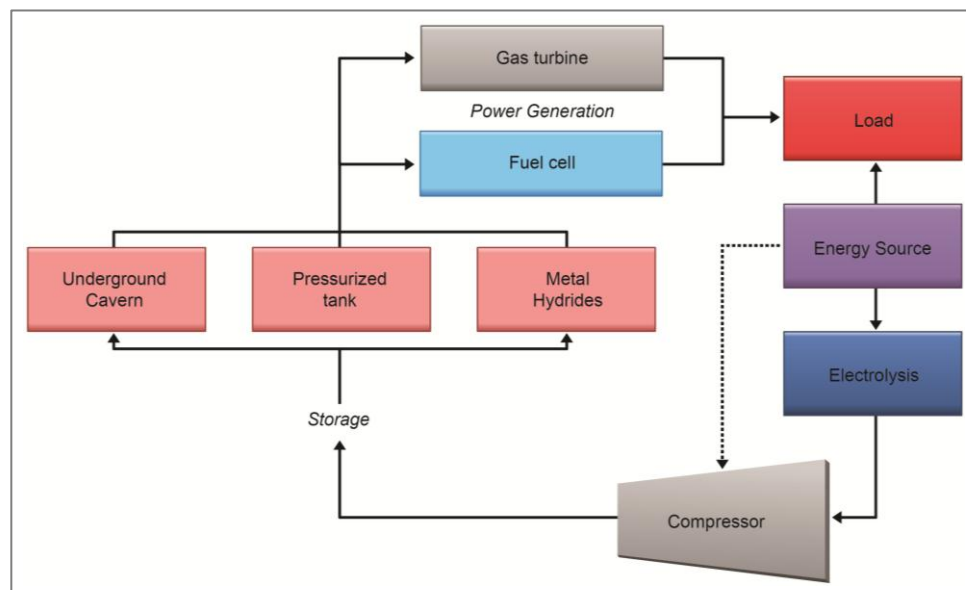 Gas turbine
Power Generation
Load
Fuel cell
Energy Source
Underground
Cavern
Pressurized
tank
Metal
Hydrides
Electrolysis
Storage
Compressor